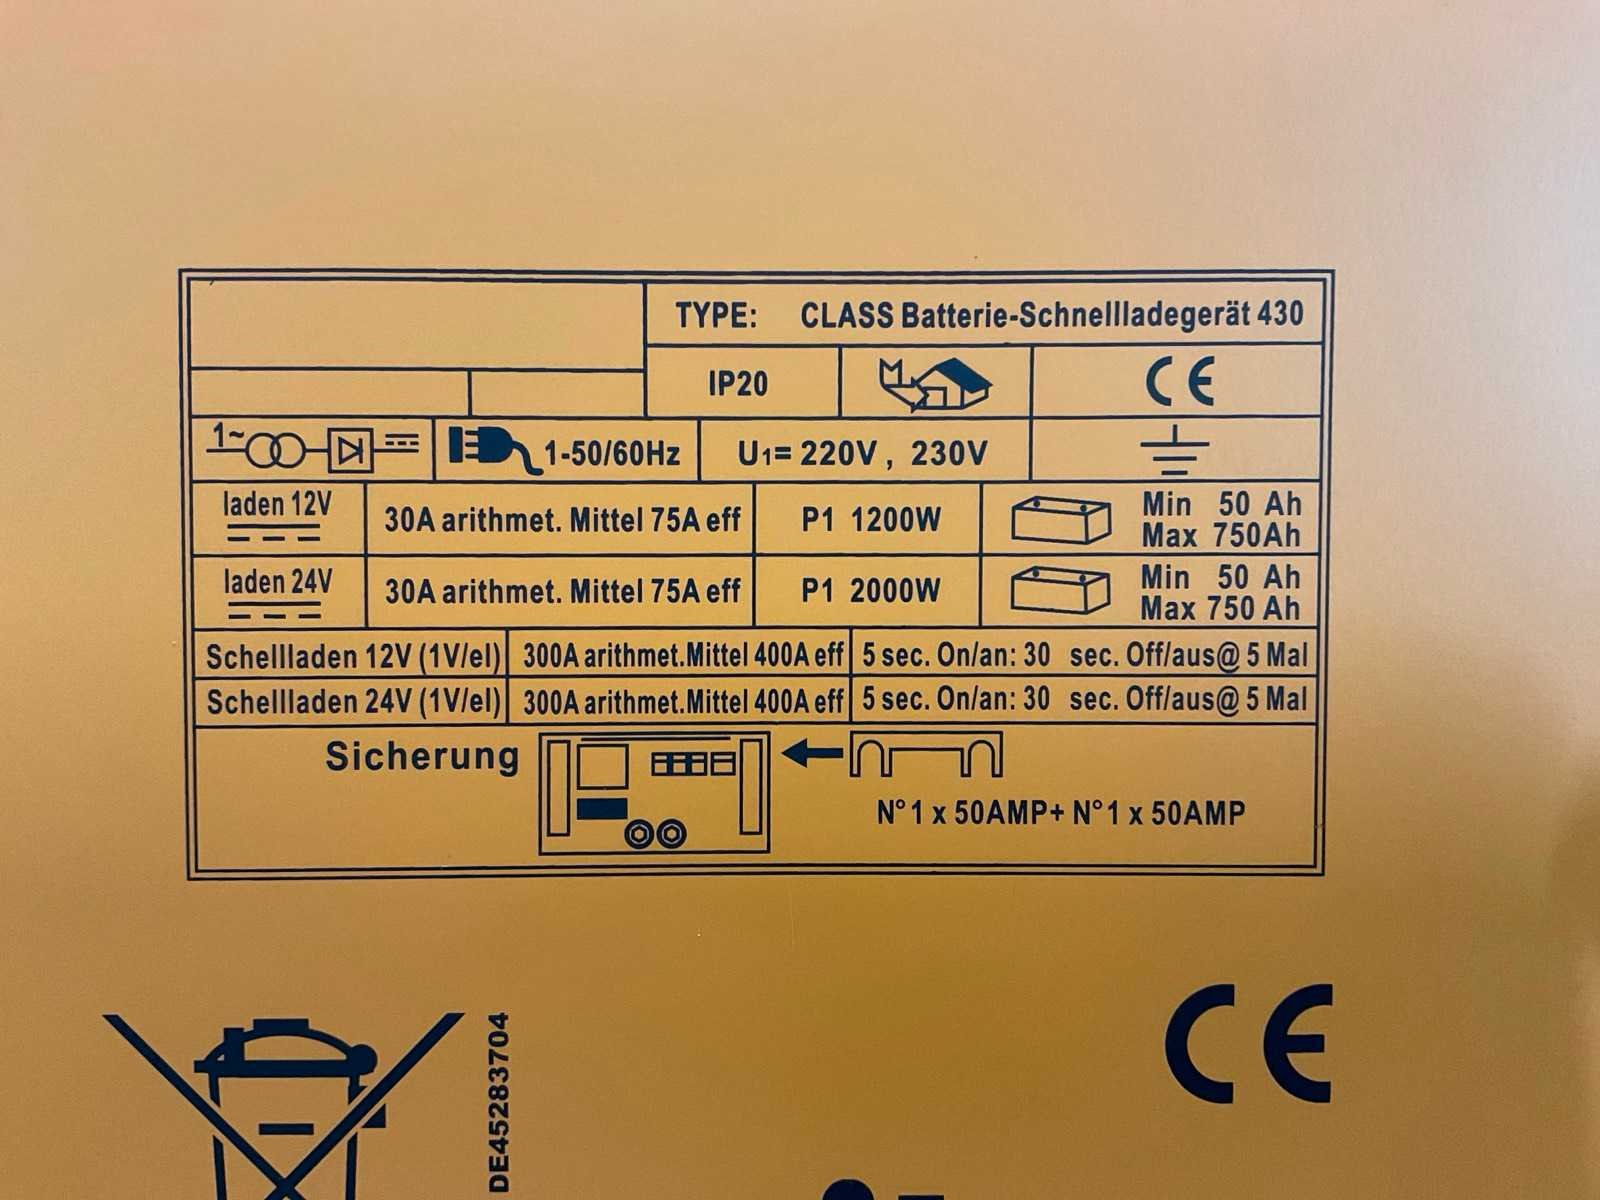 TYPE: CLASS Batterie-Schnellladegerät 430
IP20
CE
1~
1-50/60Hz
U1= 220V , 230V
laden 12V
30A arithmet. Mittel 75A eff
P1 1200W
Min 50 Ah
Max 750Ah
laden 24V
30A arithmet. Mittel 75A eff
P1 2000W
Min 50 Ah
Max 750 Ah
Schellladen 12V (1V/el) 300A arithmet.Mittel 400A eff 5 sec. On/an: 30 sec. Off/aus@ 5 Mal
Schellladen 24V (1V/el) 300A arithmet.Mittel 400A eff 5 sec. On/an: 30 sec. Off/aus@ 5 Mal
Sicherung
N° 1 x 50AMP+ N° 1 x 50AMP
DE45283704
CE